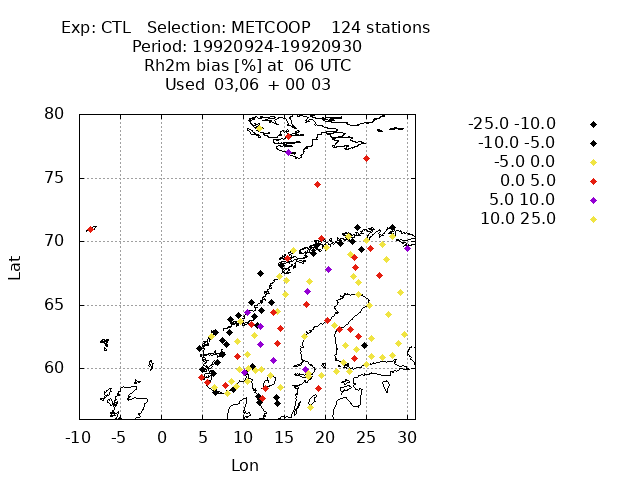 Exp: CTL   Selection: METCOOP    124 stations
Period: 19920924-19920930
Rh2m bias [%] at  06 UTC
Used  03,06  + 00 03
-25.0 -10.0
-10.0 -5.0
-5.0 0.0
0.0 5.0
5.0 10.0
10.0 25.0
80
75
70
65
60
Lat
-10 -5 0 5 10 15 20 25 30
Lon